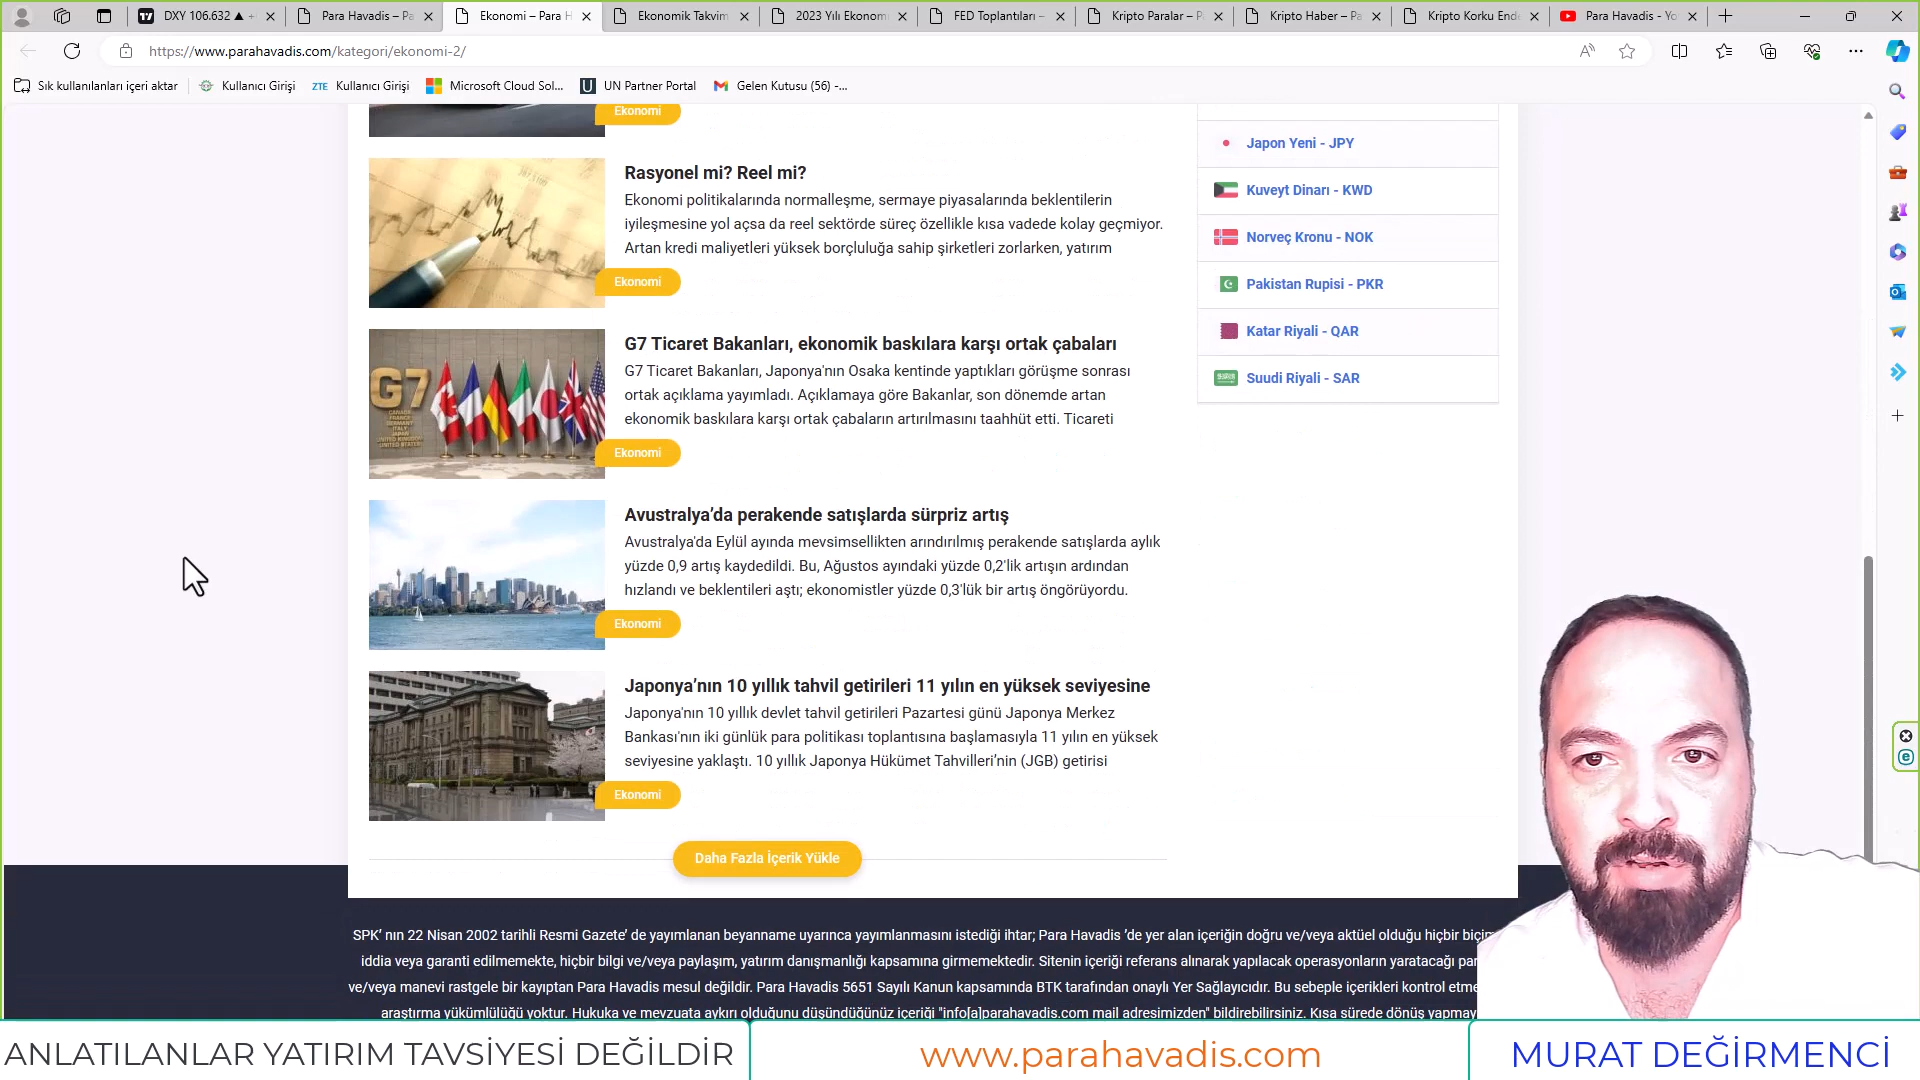 DXY 106.632 ▲ +
Para Havadis – Pa
Ekonomi – Para H
Ekonomik Takvim
2023 Yılı Ekonom
FED Toplantıları –
Kripto Paralar – P
Kripto Haber – Pa
Kripto Korku Ende
Para Havadis - Yo
https://www.parahavadis.com/kategori/ekonomi-2/
Sık kullanılanları içeri aktar
Kullanıcı Girişi
ZTE Kullanıcı Girişi
Microsoft Cloud Sol...
UN Partner Portal
Gelen Kutusu (56) -...
Ekonomi
Rasyonel mi? Reel mi?
Ekonomi politikalarında normalleşme, sermaye piyasalarında beklentilerin
iyileşmesine yol açsa da reel sektörde süreç özellikle kısa vadede kolay geçmiyor.
Artan kredi maliyetleri yüksek borçluluğa sahip şirketleri zorlarken, yatırım
Ekonomi
G7
CANADA
FRANCE
GERMANY
ITALY
JAPAN
UNITED KINGDOM
UNITED STATES
G7 Ticaret Bakanları, ekonomik baskılara karşı ortak çabaları
G7 Ticaret Bakanları, Japonya'nın Osaka kentinde yaptıkları görüşme sonrası
ortak açıklama yayımladı. Açıklamaya göre Bakanlar, son dönemde artan
ekonomik baskılara karşı ortak çabaların artırılmasını taahhüt etti. Ticareti
Ekonomi
Avustralya’da perakende satışlarda sürpriz artış
Avustralya'da Eylül ayında mevsimsellikten arındırılmış perakende satışlarda aylık
yüzde 0,9 artış kaydedildi. Bu, Ağustos ayındaki yüzde 0,2'lik artışın ardından
hızlandı ve beklentileri aştı; ekonomistler yüzde 0,3'lük bir artış öngörüyordu.
Ekonomi
Japonya’nın 10 yıllık tahvil getirileri 11 yılın en yüksek seviyesine
Japonya'nın 10 yıllık devlet tahvil getirileri Pazartesi günü Japonya Merkez
Bankası'nın iki günlük para politikası toplantısına başlamasıyla 11 yılın en yüksek
seviyesine yaklaştı. 10 yıllık Japonya Hükümet Tahvilleri’nin (JGB) getirisi
Ekonomi
Daha Fazla İçerik Yükle
Japon Yeni - JPY
Kuveyt Dinarı - KWD
Norveç Kronu - NOK
Pakistan Rupisi - PKR
Katar Riyali - QAR
Suudi Riyali - SAR
SPK’ nın 22 Nisan 2002 tarihli Resmi Gazete’ de yayımlanan beyanname uyarınca yayımlanmasını istediği ihtar; Para Havadis ’de yer alan içeriğin doğru ve/veya aktüel olduğu hiçbir biçim
iddia veya garanti edilmemekte, hiçbir bilgi ve/veya paylaşım, yatırım danışmanlığı kapsamına girmemektedir. Sitenin içeriği referans alınarak yapılacak operasyonların yaratacağı par
ve/veya manevi rastgele bir kayıptan Para Havadis mesul değildir. Para Havadis 5651 Sayılı Kanun kapsamında BTK tarafından onaylı Yer Sağlayıcıdır. Bu sebeple içerikleri kontrol etme
araştırma yükümlülüğü yoktur. Hukuka ve mevzuata aykırı olduğunu düşündüğünüz içeriği "info[a]parahavadis.com mail adresimizden" bildirebilirsiniz. Kısa sürede dönüş yapmay
ANLATILANLAR YATIRIM TAVSİYESİ DEĞİLDİR
www.parahavadis.com
MURAT DEĞİRMENCİ